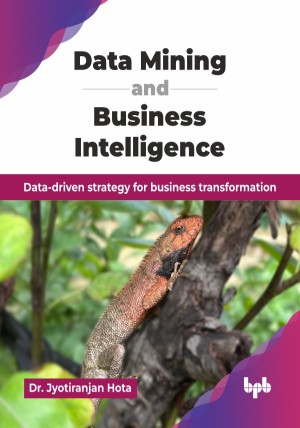 Data Mining
and
Business
Intelligence
Data-driven strategy for business transformation
Dr. Jyotiranjan Hota
bpb